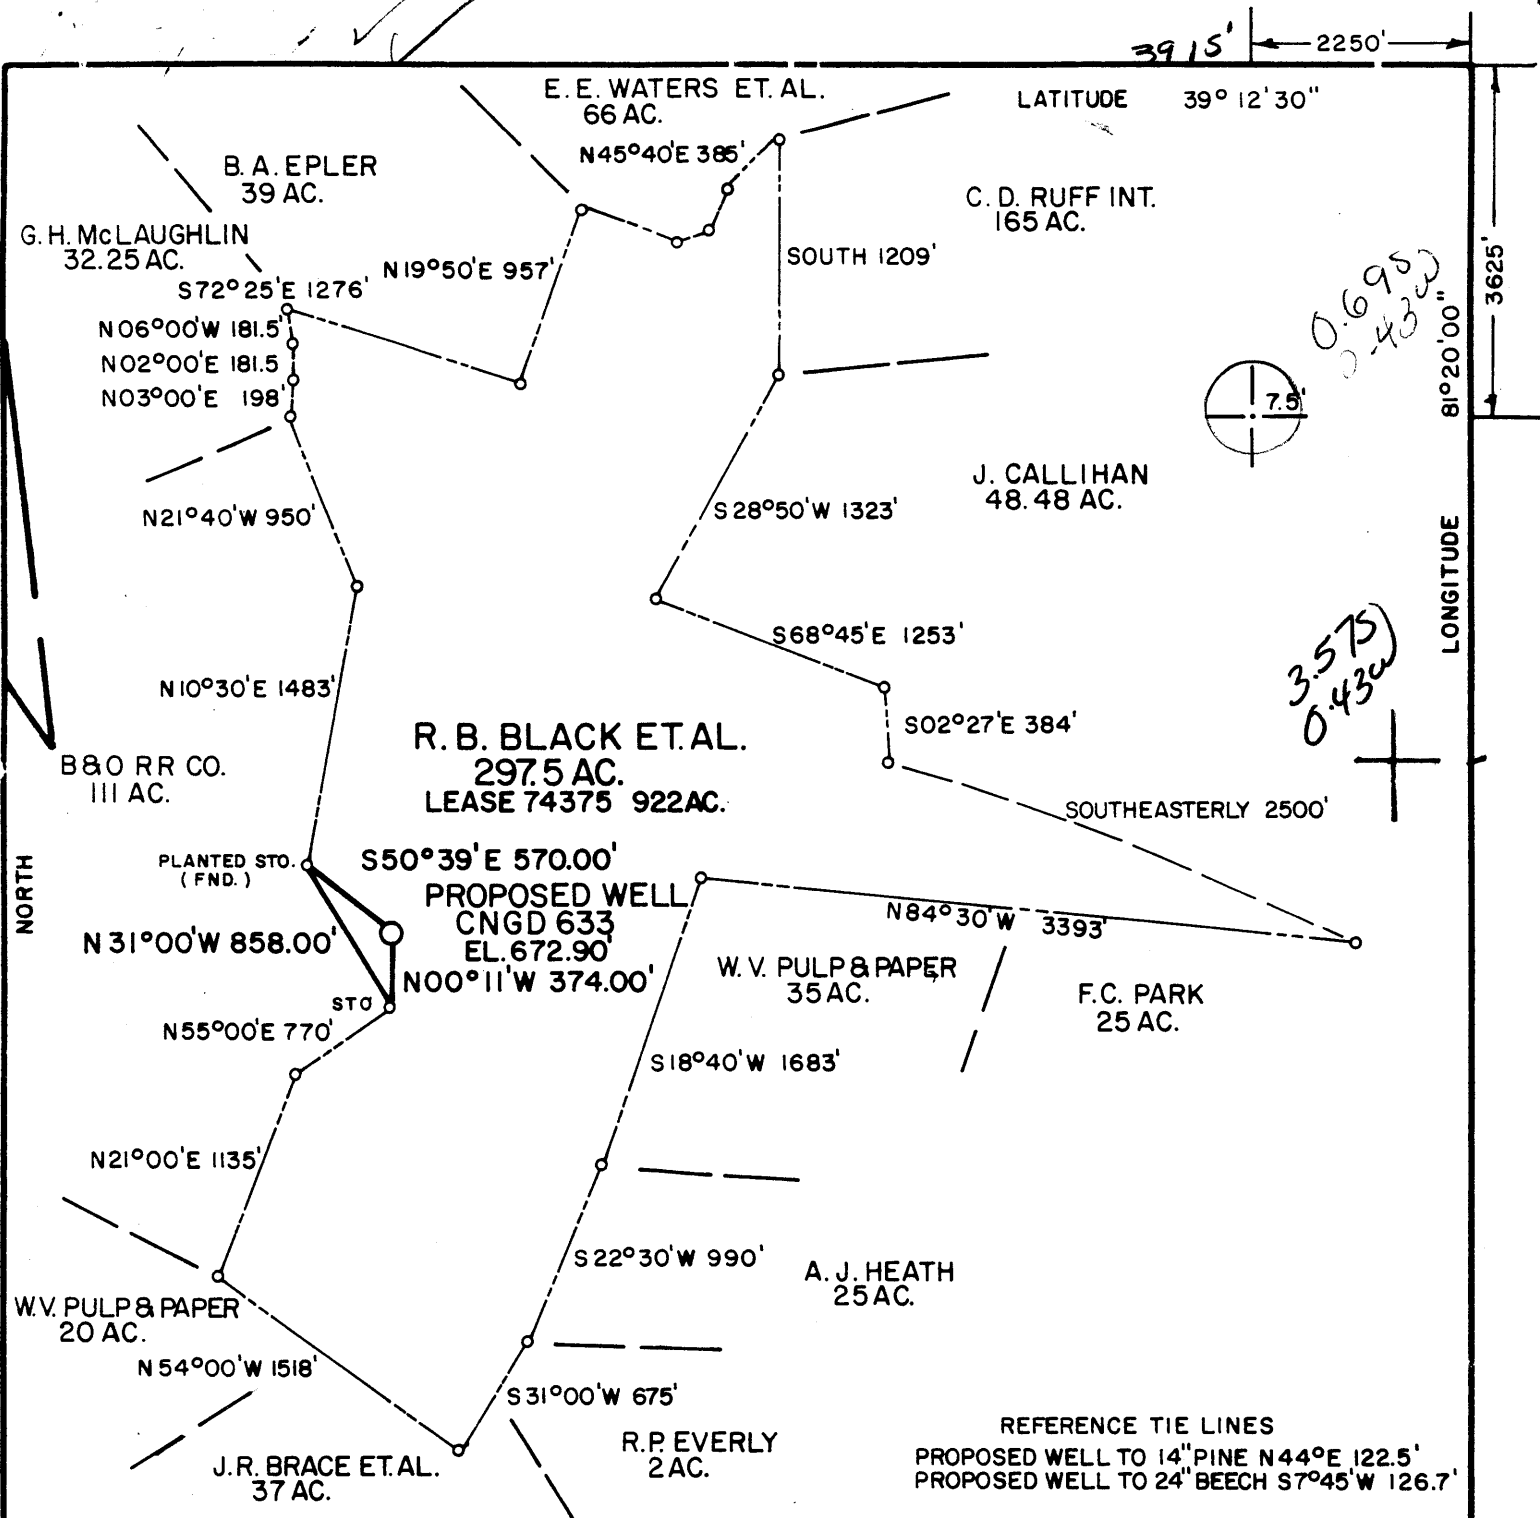 3915'
2250'
E. E. WATERS ET. AL.
66 AC.
LATITUDE 39° 12' 30"
N45°40'E 385'
B. A. EPLER
39 AC.
C. D. RUFF INT.
165 AC.
G. H. McLAUGHLIN
32.25 AC.
SOUTH 1209'
N19°50'E 957'
S72°25'E 1276'
3625'
0.695
0.43w
N06°00'W 181.5'
N02°00'E 181.5
N03°00'E 198'
81°20'00"
LONGITUDE
7.5'
J. CALLIHAN
48.48 AC.
S28°50'W 1323'
N21°40'W 950'
S68°45'E 1253'
3.575
0.43w
N10°30'E 1483'
S02°27'E 384'
R. B. BLACK ET. AL.
297.5 AC.
LEASE 74375 922AC.
B&O RR CO.
111 AC.
SOUTHEASTERLY 2500'
NORTH
PLANTED STO.
(FND.)
S50°39'E 570.00'
PROPOSED WELL
CNGD 633
EL. 672.90'
N00°11'W 374.00'
N31°00'W 858.00'
N84°30'W 3393'
W. V. PULP & PAPER
35 AC.
F.C. PARK
25 AC.
STO
N55°00'E 770'
S18°40'W 1683'
N21°00'E 1135'
S22°30'W 990'
A. J. HEATH
25 AC.
W.V. PULP & PAPER
20 AC.
N54°00'W 1518'
S31°00'W 675'
J.R. BRACE ET. AL.
37 AC.
R.P. EVERLY
2 AC.
REFERENCE TIE LINES
PROPOSED WELL TO 14" PINE N44°E 122.5'
PROPOSED WELL TO 24" BEECH S7°45'W 126.7'